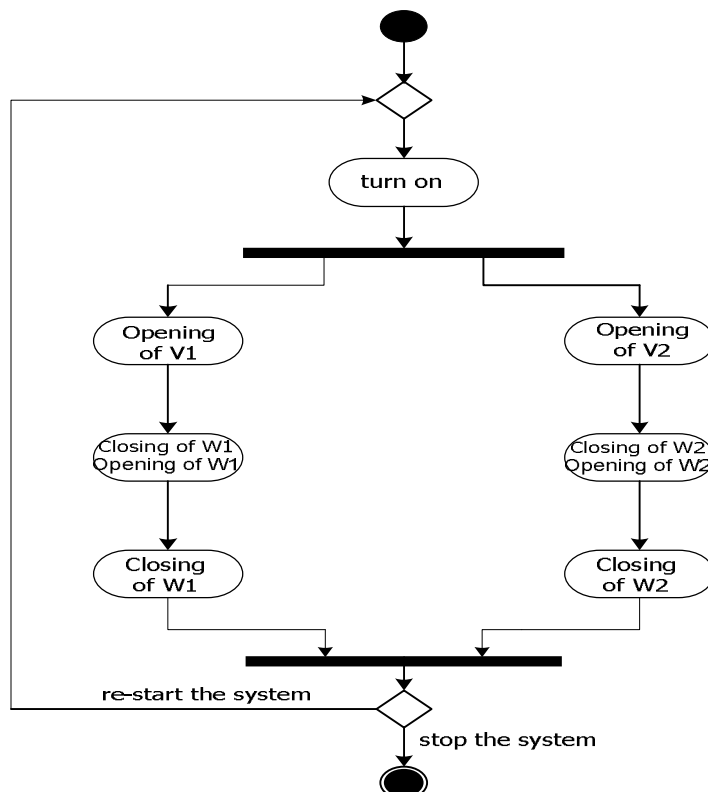 turn on
Opening
of V1
Opening
of V2
Closing of W1
Opening of W1
Closing of W2
Opening of W2
Closing
of W1
Closing
of W2
re-start the system
stop the system